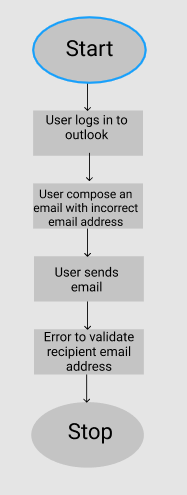 Start
User logs in to
outlook
User compose an
email with incorrect
email address
User sends
email
Error to validate
recipient email
address
Stop